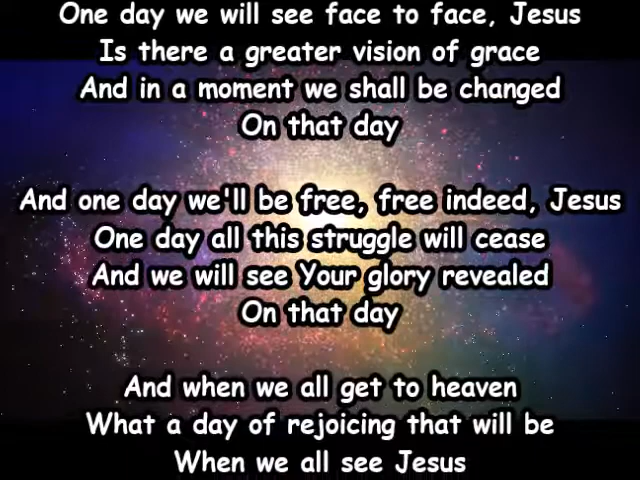 One day we will see face to face, Jesus
Is there a greater vision of grace
And in a moment we shall be changed
On that day
And one day we'll be free, free indeed, Jesus
One day all this struggle will cease
And we will see Your glory revealed
On that day
And when we all get to heaven
What a day of rejoicing that will be
When we all see Jesus